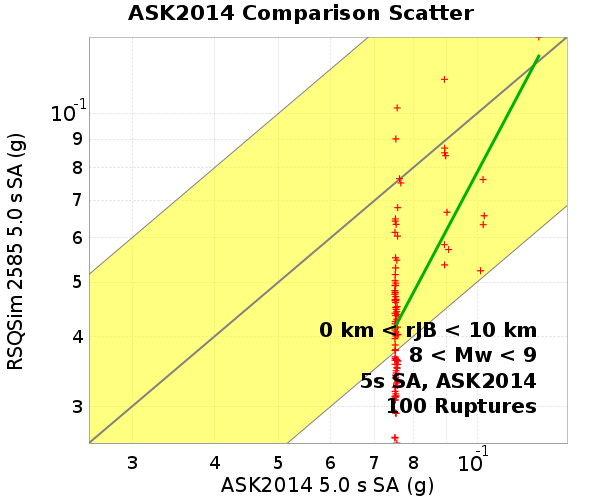 ASK2014 Comparison Scatter
RSQSim 2585 5.0 s SA (g)
10^-1
9
8
7
6
5
4
3
0 km < rJB < 10 km
8 < Mw < 9
5s SA, ASK2014
100 Ruptures
3 4 5 6 7 8 10^-1
ASK2014 5.0 s SA (g)